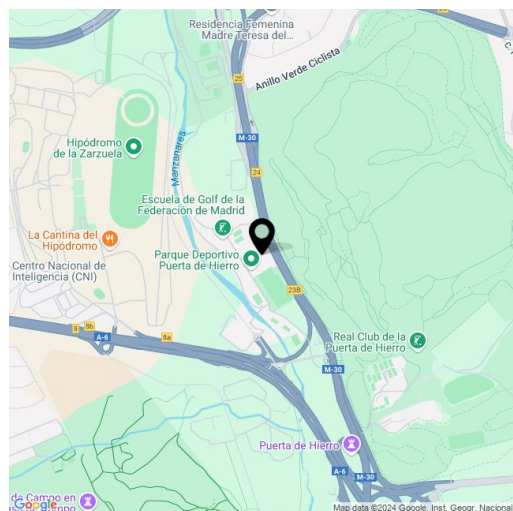 Residencia Femenina
Madre Teresa del...
25
Anillo Verde Ciclista
M-30
Hipódromo
de la Zarzuela
Manzanares
24
Escuela de Golf de la
Federación de Madrid
La Cantina del
Hipódromo
Parque Deportivo
Puerta de Hierro
Centro Nacional de
Inteligencia (CNI)
23B
8
8b
8a
A-6
Real Club de la
Puerta de Hierro
M-30
Puerta de Hierro
A-6
M-30
de Campo en
Google
Map data ©2024 Google, Inst. Geogr. Nacional